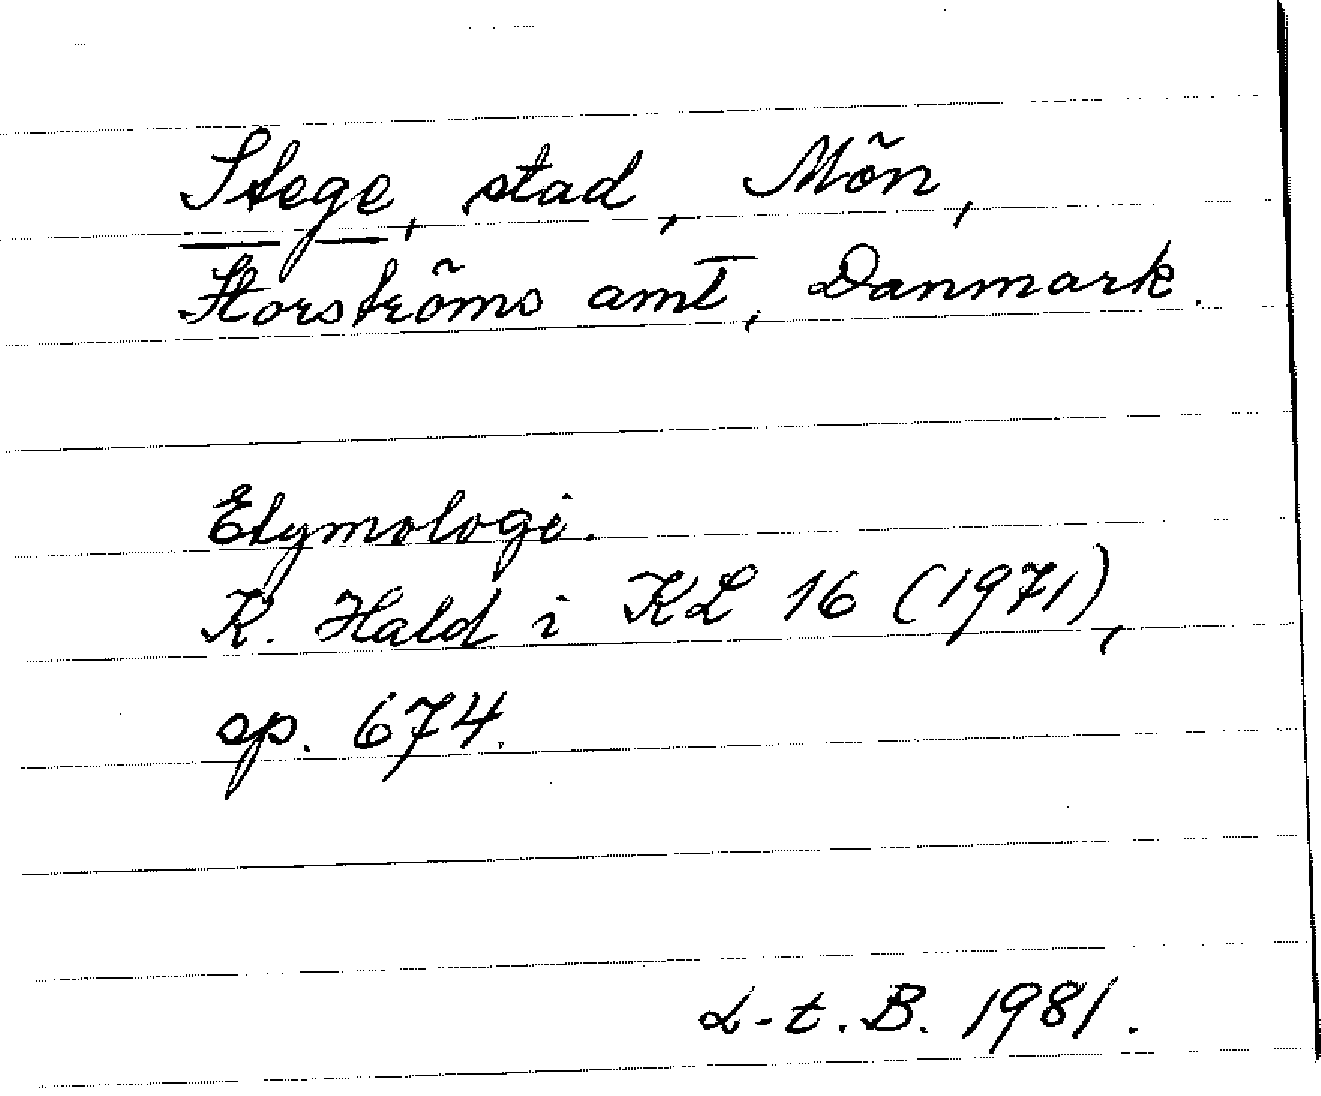 Stege, stad, Mön,
Storströms amt, Danmark.
Etymologi.
K. Hald i KL 16 (1971),
sp. 674.
L-t. B. 1981.